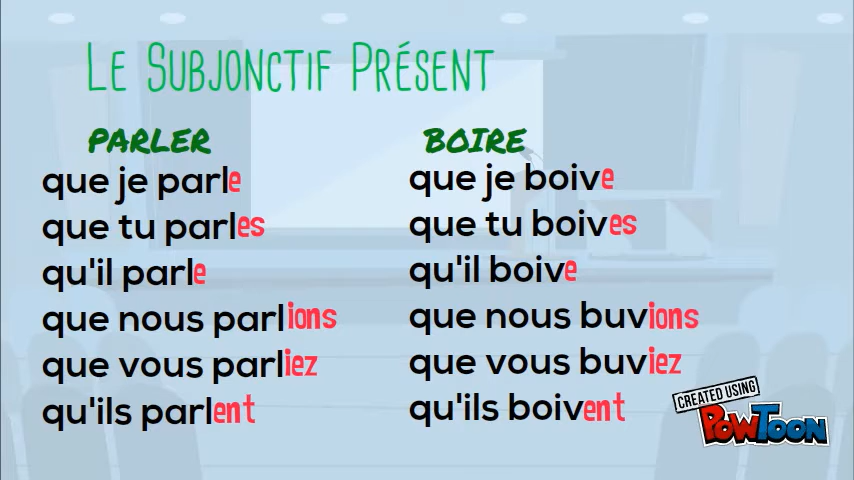 Le Subjonctif Présent
PARLER
que je parle
que tu parles
qu'il parle
que nous parlions
que vous parliez
qu'ils parlent
BOIRE
que je boive
que tu boives
qu'il boive
que nous buvions
que vous buviez
qu'ils boivent
CREATED USING
POWTOON